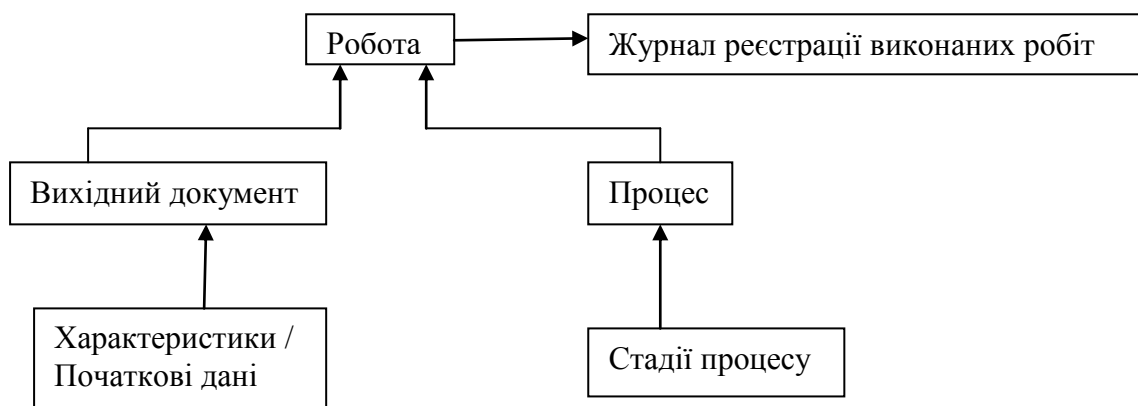 Робота
Журнал реєстрації виконаних робіт
Вихідний документ
Процес
Характеристики /
Початкові дані
Стадії процесу